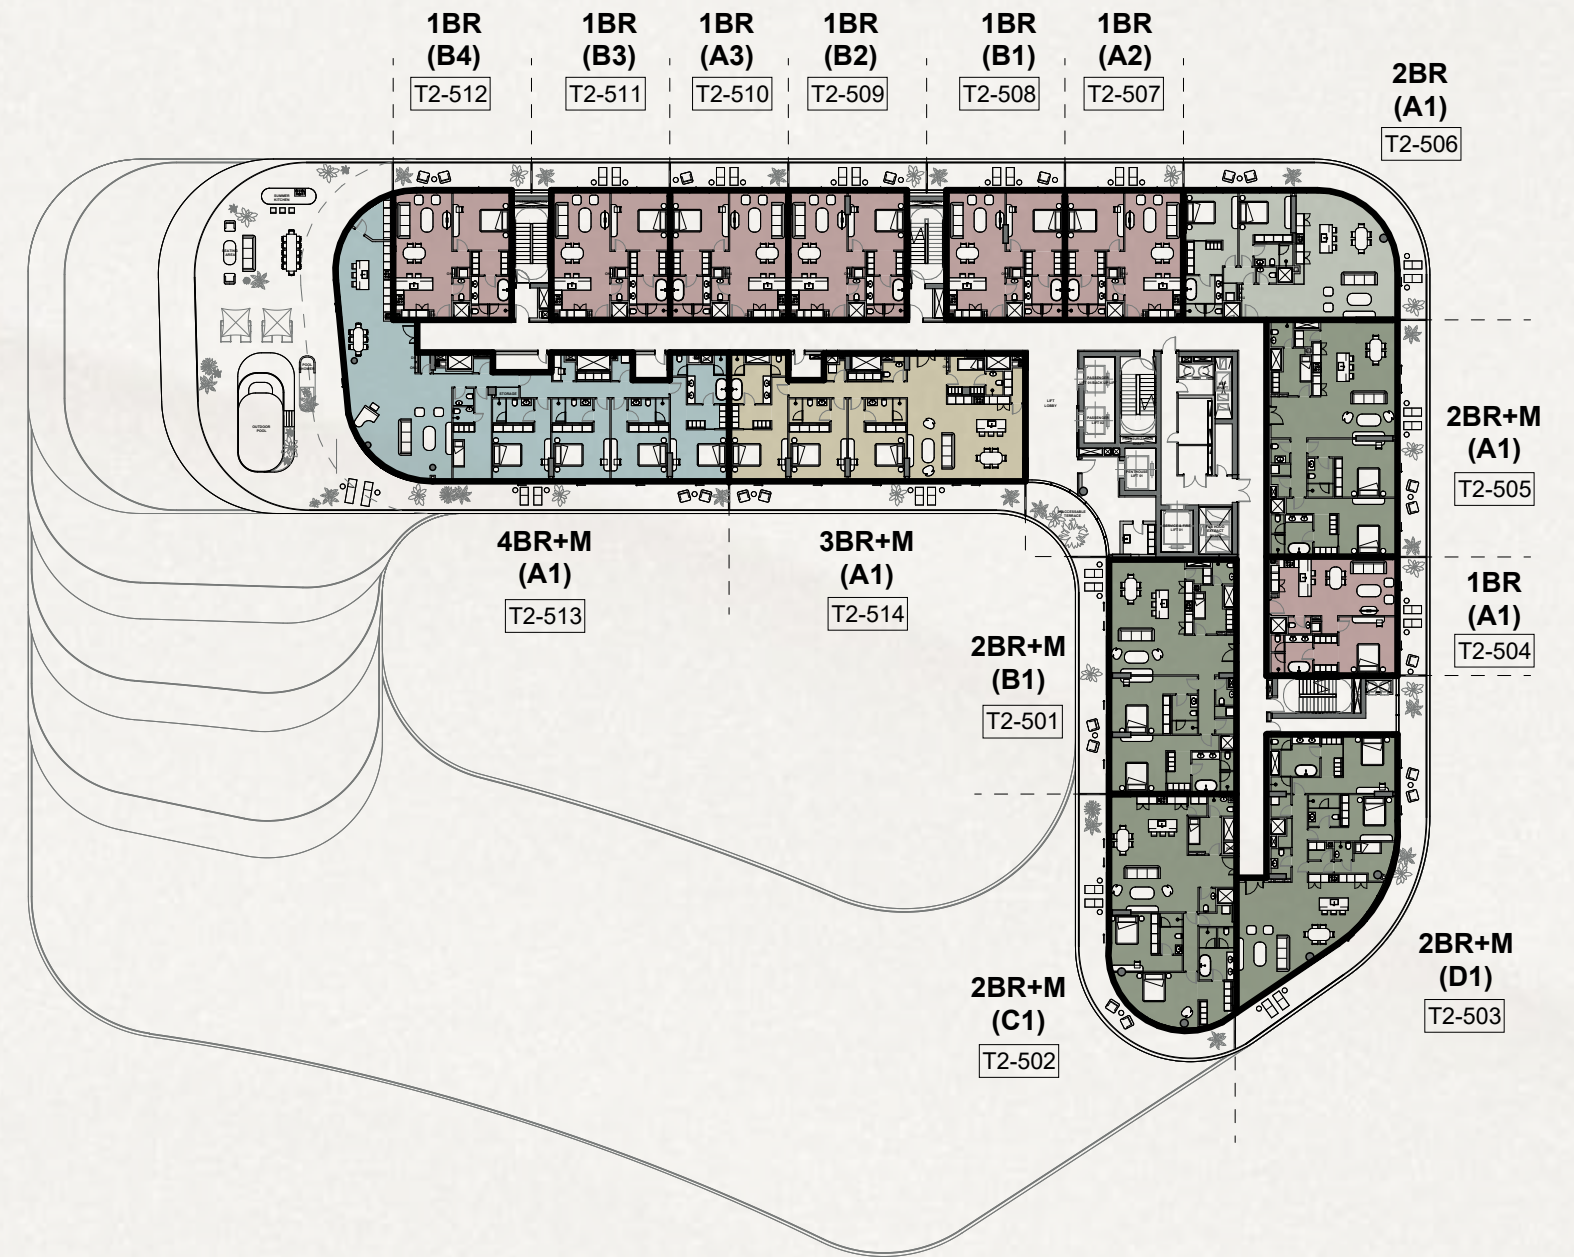 1BR
(B4)
T2-512
1BR
(B3)
T2-511
1BR
(A3)
T2-510
1BR
(B2)
T2-509
1BR
(B1)
T2-508
1BR
(A2)
T2-507
2BR
(A1)
T2-506
SUMMER
KITCHEN
OUTDOOR
POOL
STORAGE
LIFT
LOBBY
2BR+M
(A1)
T2-505
4BR+M
(A1)
T2-513
3BR+M
(A1)
T2-514
1BR
(A1)
T2-504
2BR+M
(B1)
T2-501
2BR+M
(D1)
T2-503
2BR+M
(C1)
T2-502